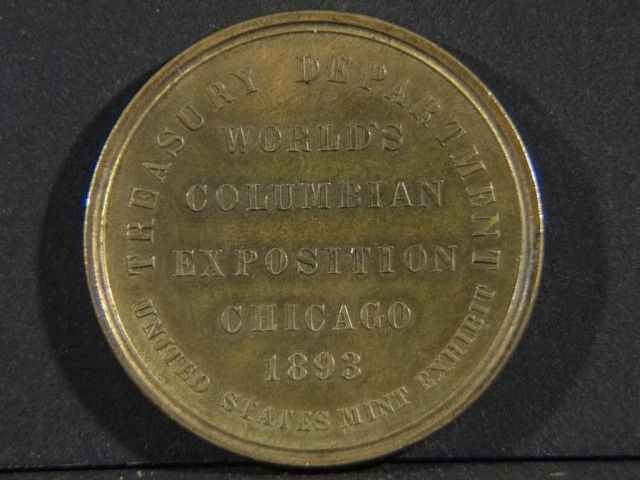 TREASURY DEPARTMENT
WORLD'S
COLUMBIAN
EXPOSITION
CHICAGO
1893
UNITED STATES MINT EXHIBIT